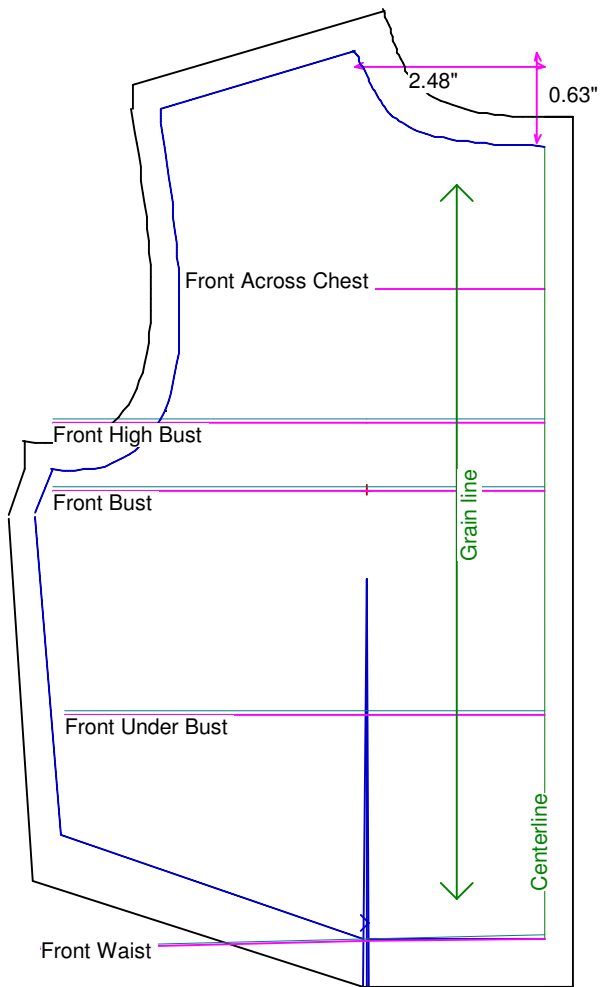 2.48"
0.63"
Front Across Chest
Front High Bust
Front Bust
Grain line
Front Under Bust
Centerline
Front Waist